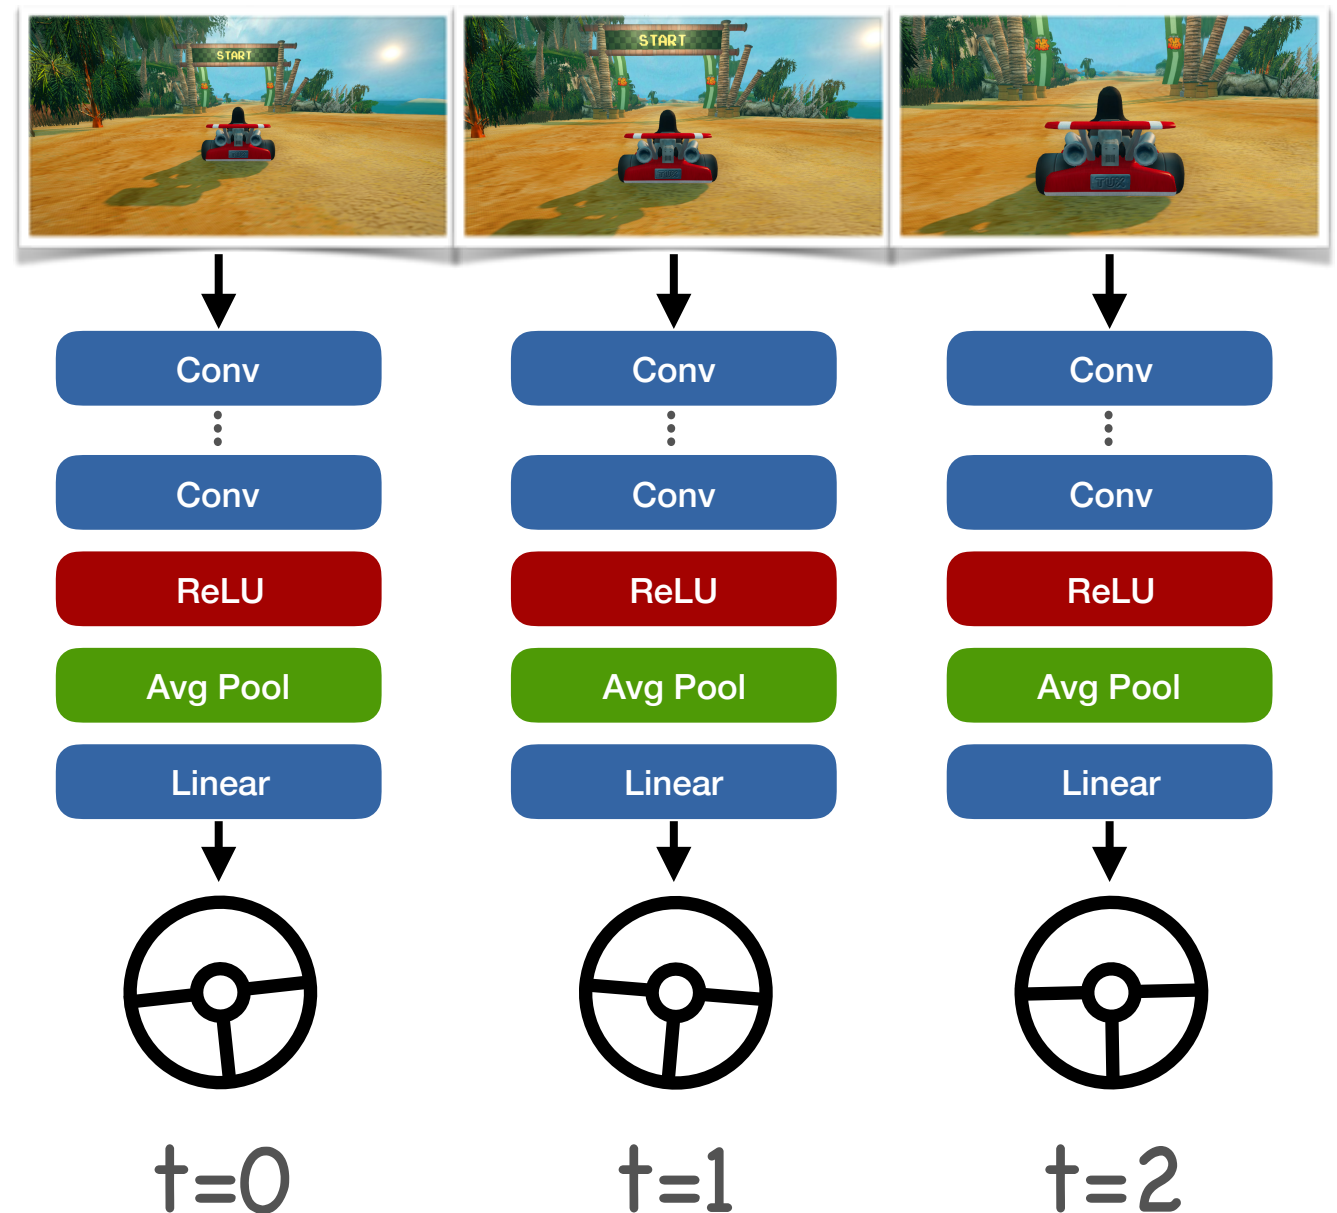 START
START
TUX
Conv
Conv
Conv
Conv
Conv
Conv
ReLU
ReLU
ReLU
Avg Pool
Avg Pool
Avg Pool
Linear
Linear
Linear
t=0
t=1
t=2